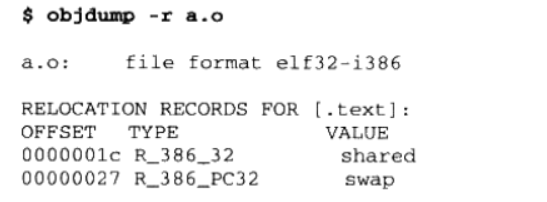 $ objdump -r a.o
a.o:     file format elf32-i386
RELOCATION RECORDS FOR [.text]:
OFFSET   TYPE              VALUE
0000001c R_386_32          shared
00000027 R_386_PC32        swap